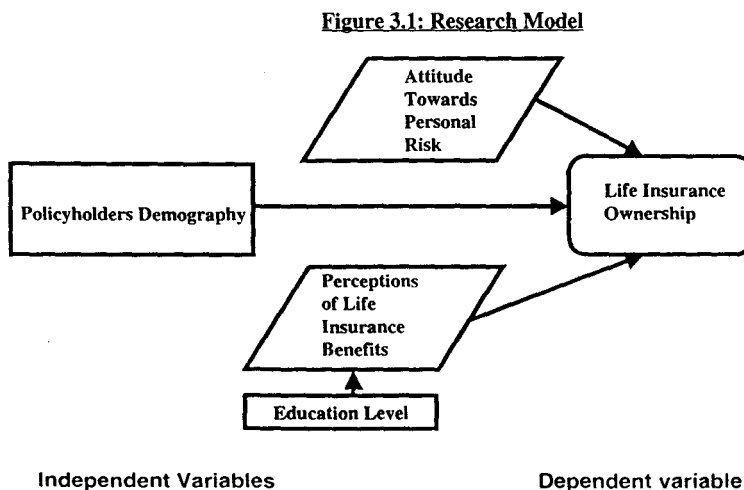 Figure 3.1: Research Model
Attitude
Towards
Personal
Risk
Policyholders Demography
Life Insurance
Ownership
Perceptions
of Life
Insurance
Benefits
Education Level
Independent Variables
Dependent variable